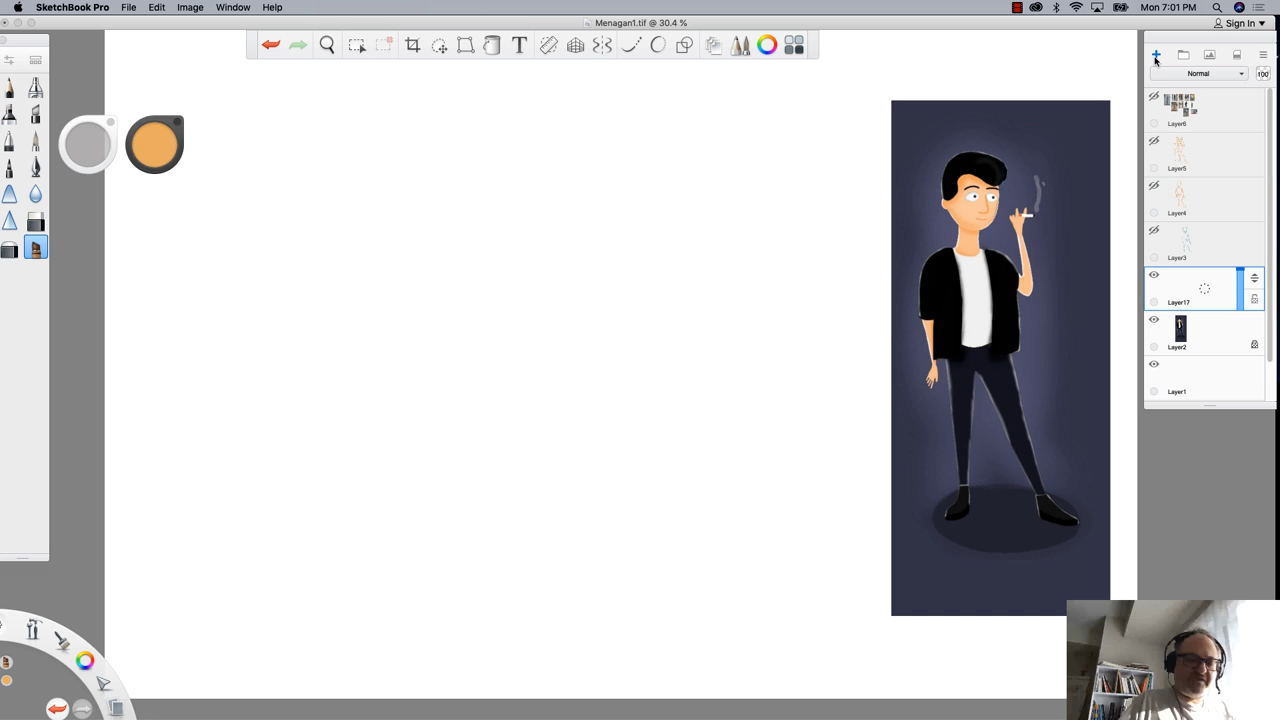 SketchBook Pro File Edit Image Window Help Mon 7:01 PM
Menagan1.tif @ 30.4 % Sign In
T
Normal 100
Layer6
Layer5
Layer4
Layer3
Layer17
Layer2
Layer1